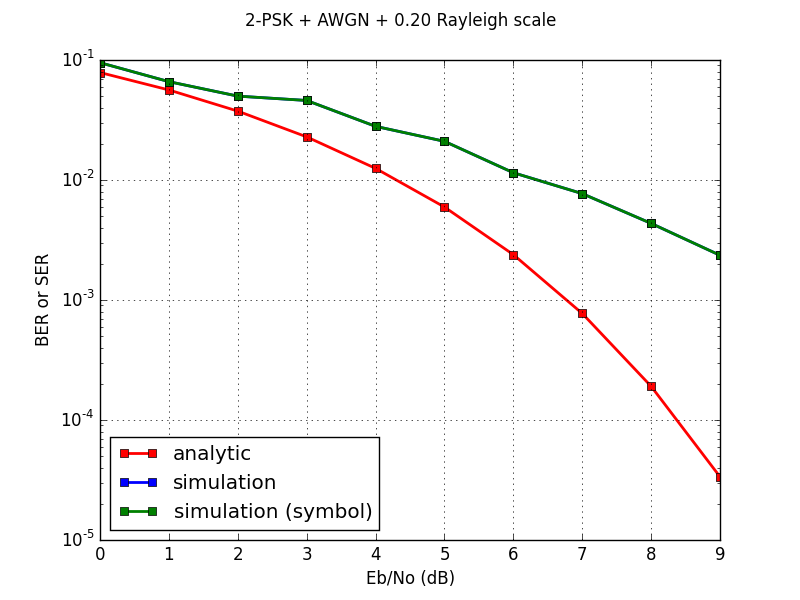 2-PSK + AWGN + 0.20 Rayleigh scale
10^-1
10^-2
10^-3
10^-4
10^-5
BER or SER
analytic
simulation
simulation (symbol)
0 1 2 3 4 5 6 7 8 9
Eb/No (dB)